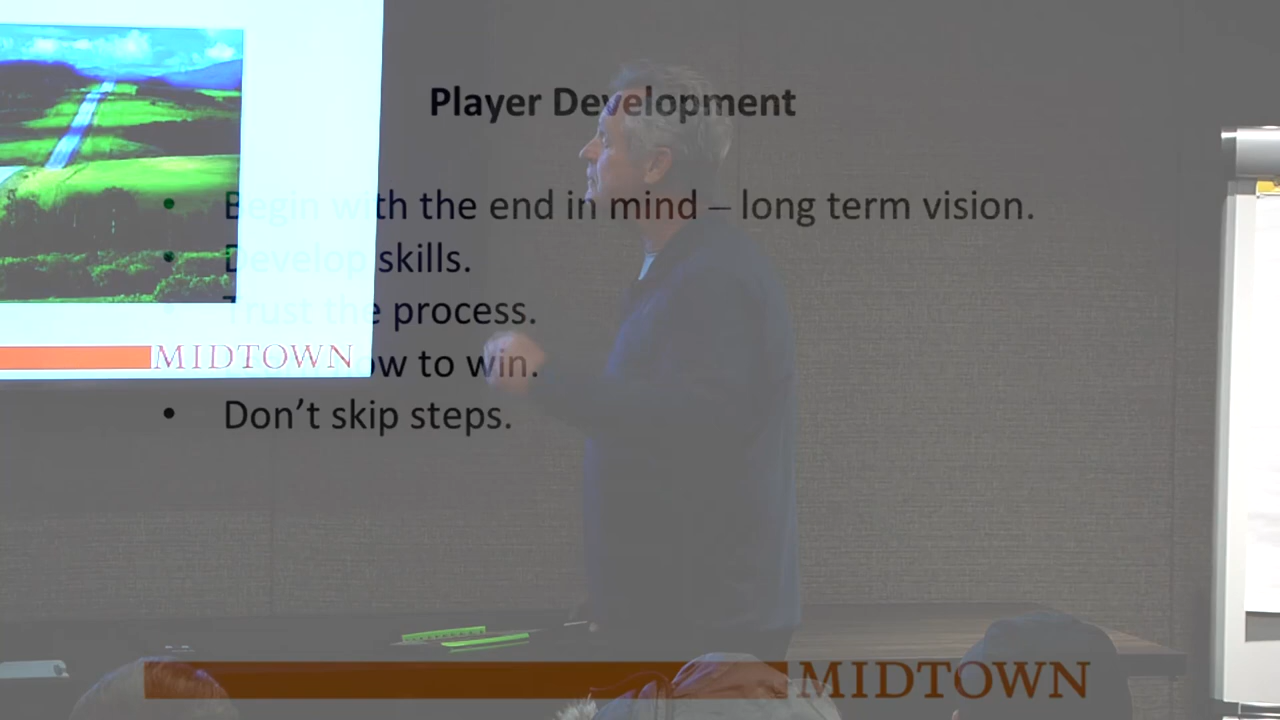 Player Development
• Begin with the end in mind – long term vision.
• Develop skills.
• Trust the process.
how to win.
• Don't skip steps.
MIDTOWN
MIDTOWN